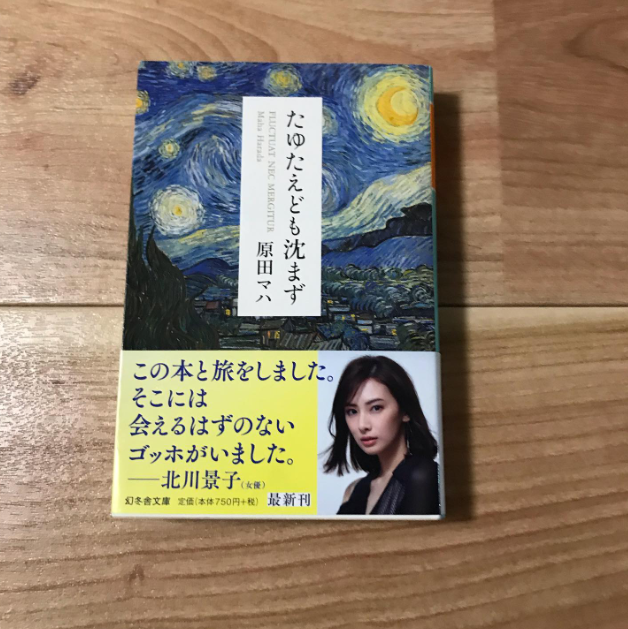 たゆたえども沈まず
FLUCTUAT NEC MERGITUR
Maha Harada
原田マハ
この本と旅をしました。
そこには
会えるはずのない
ゴッホがいました。
――北川景子(女優)
幻冬舎文庫 定価(本体750円+税) 最新刊